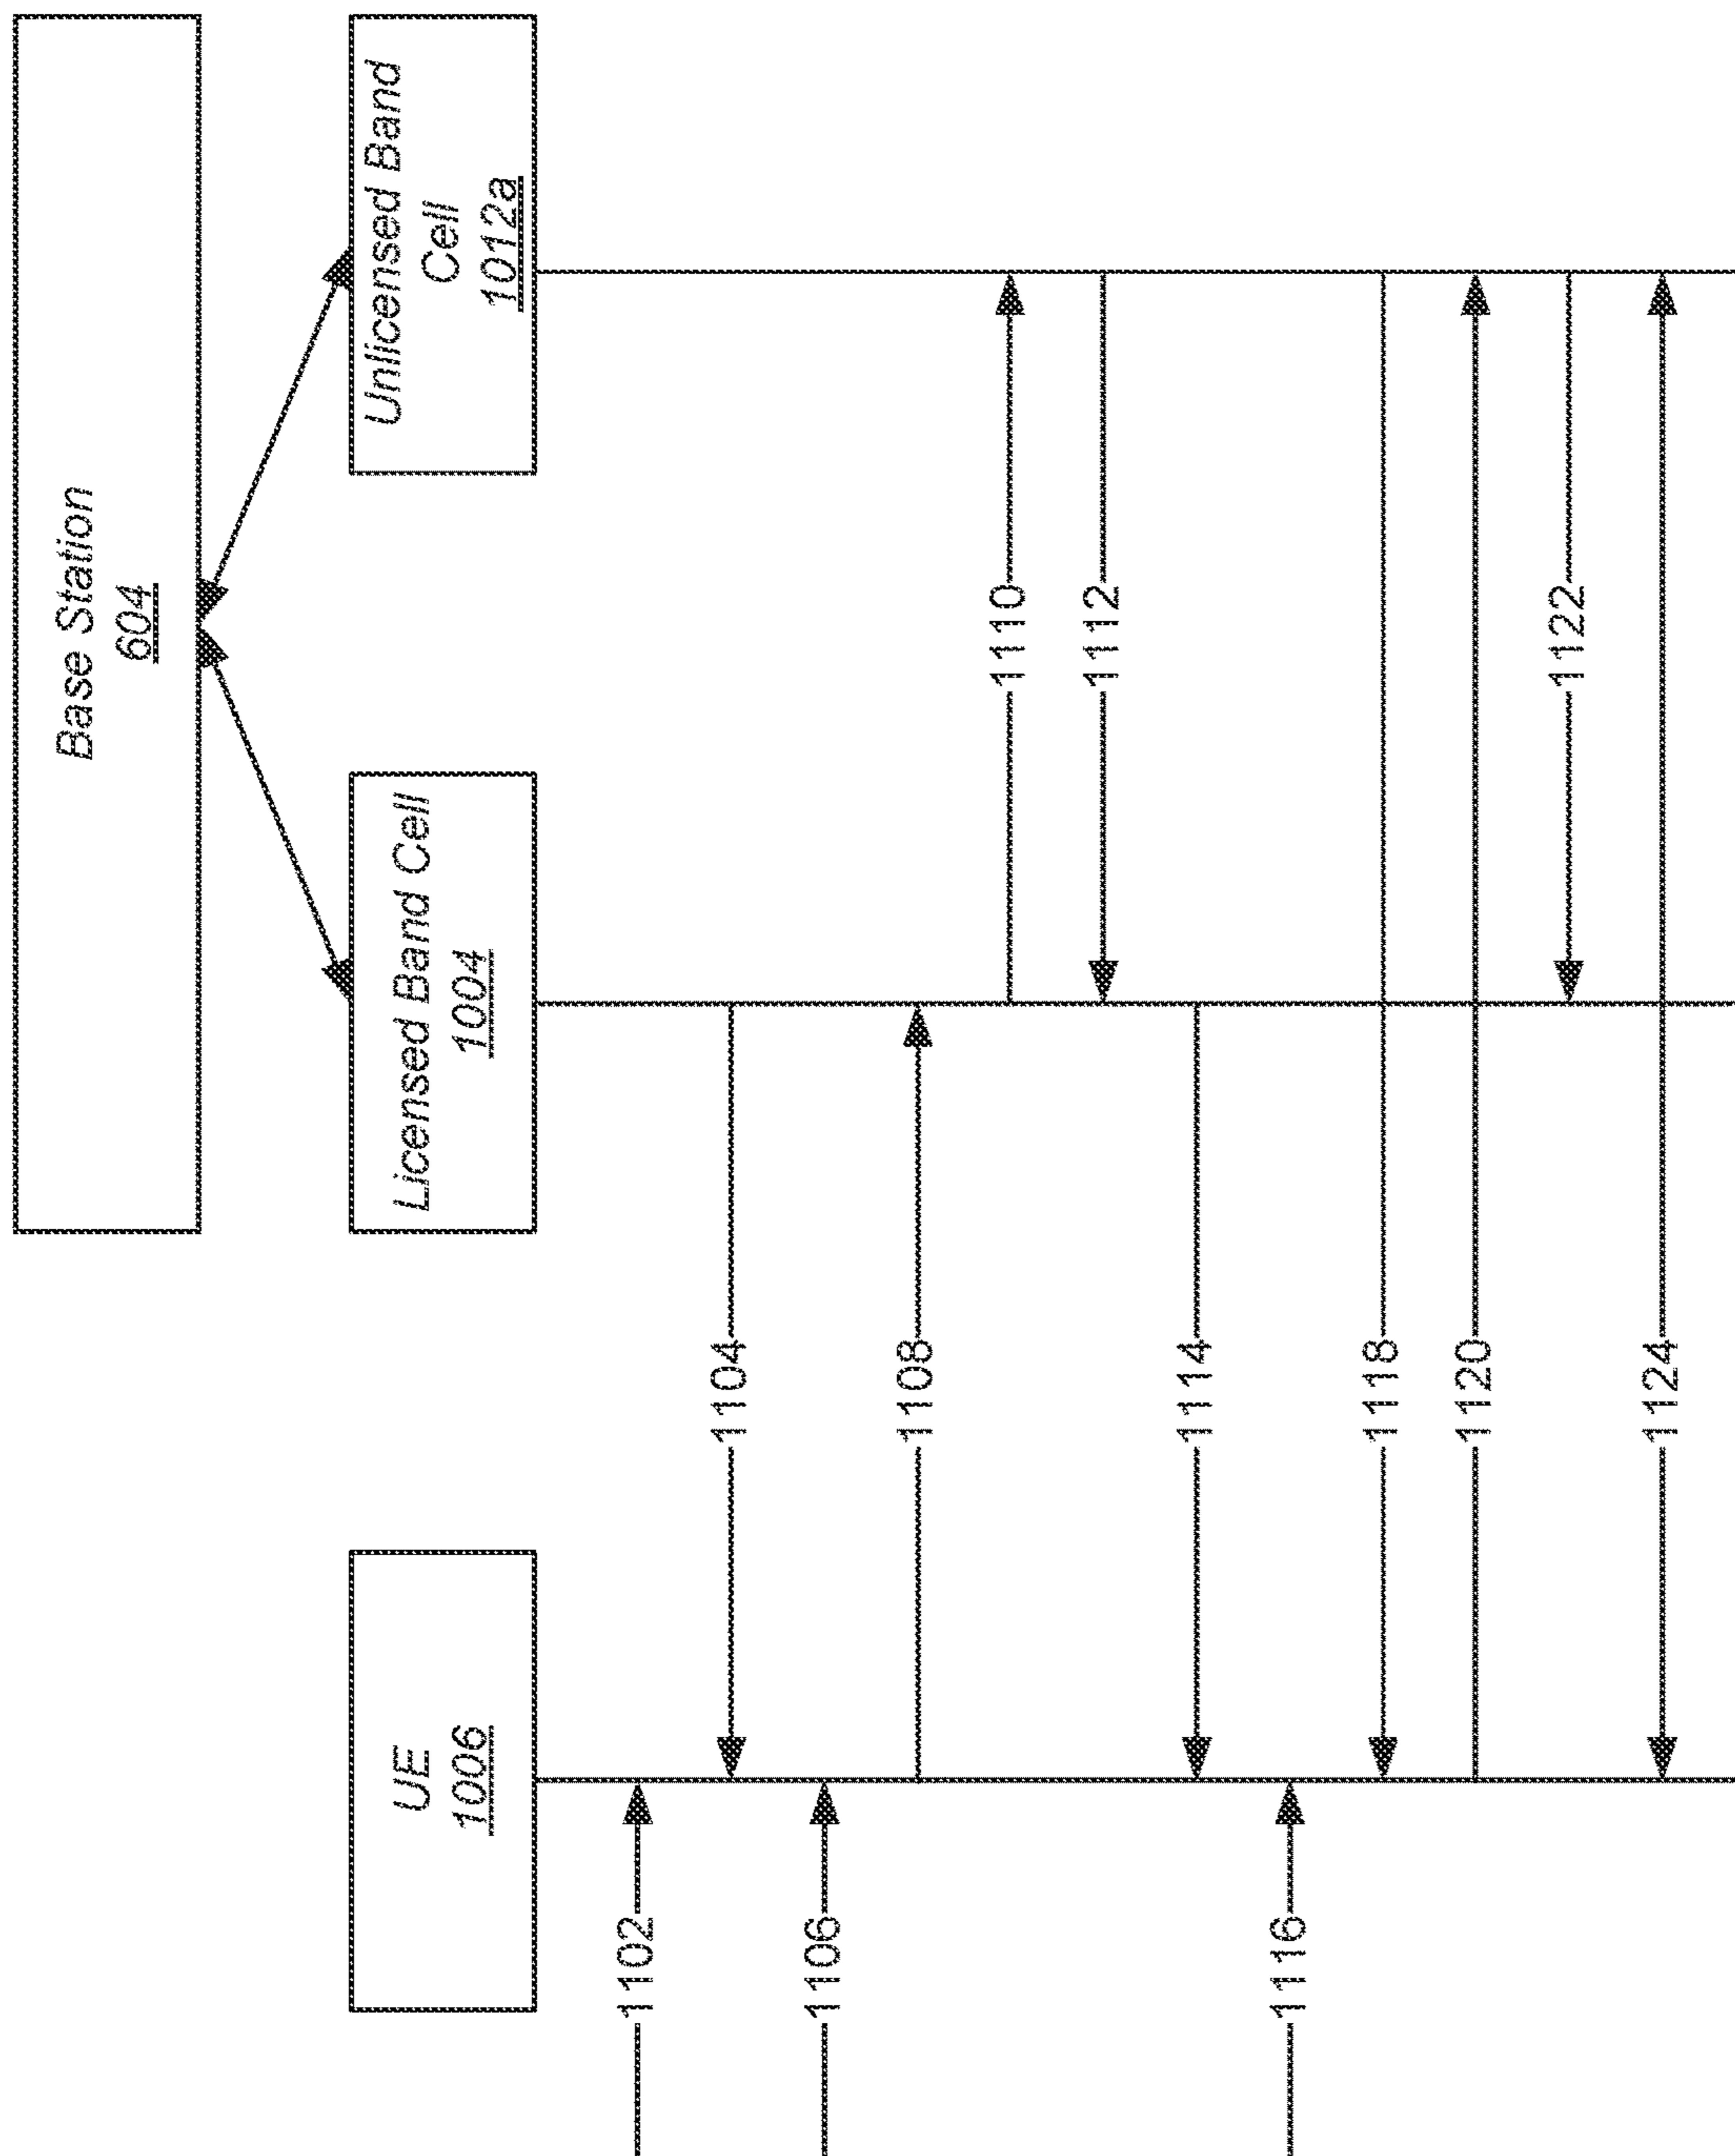 Base Station
604
UE
1006
Licensed Band Cell
1004
Unlicensed Band
Cell
1012a
1102
1104
1106
1108
1110
1112
1114
1116
1118
1120
1122
1124